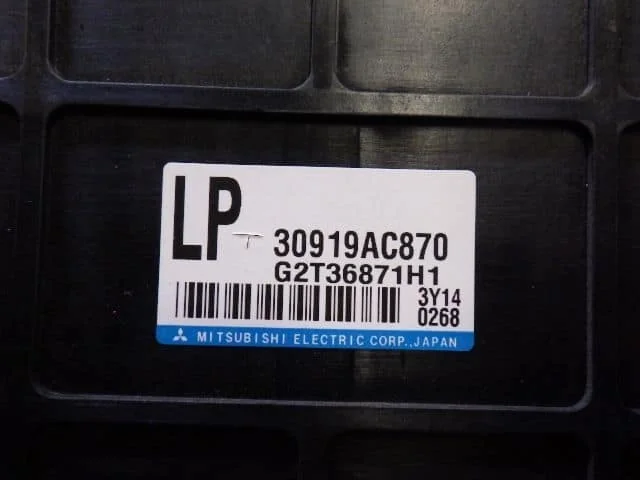 LP
30919AC870
G2T36871H1
3Y14
0268
MITSUBISHI ELECTRIC CORP.,JAPAN